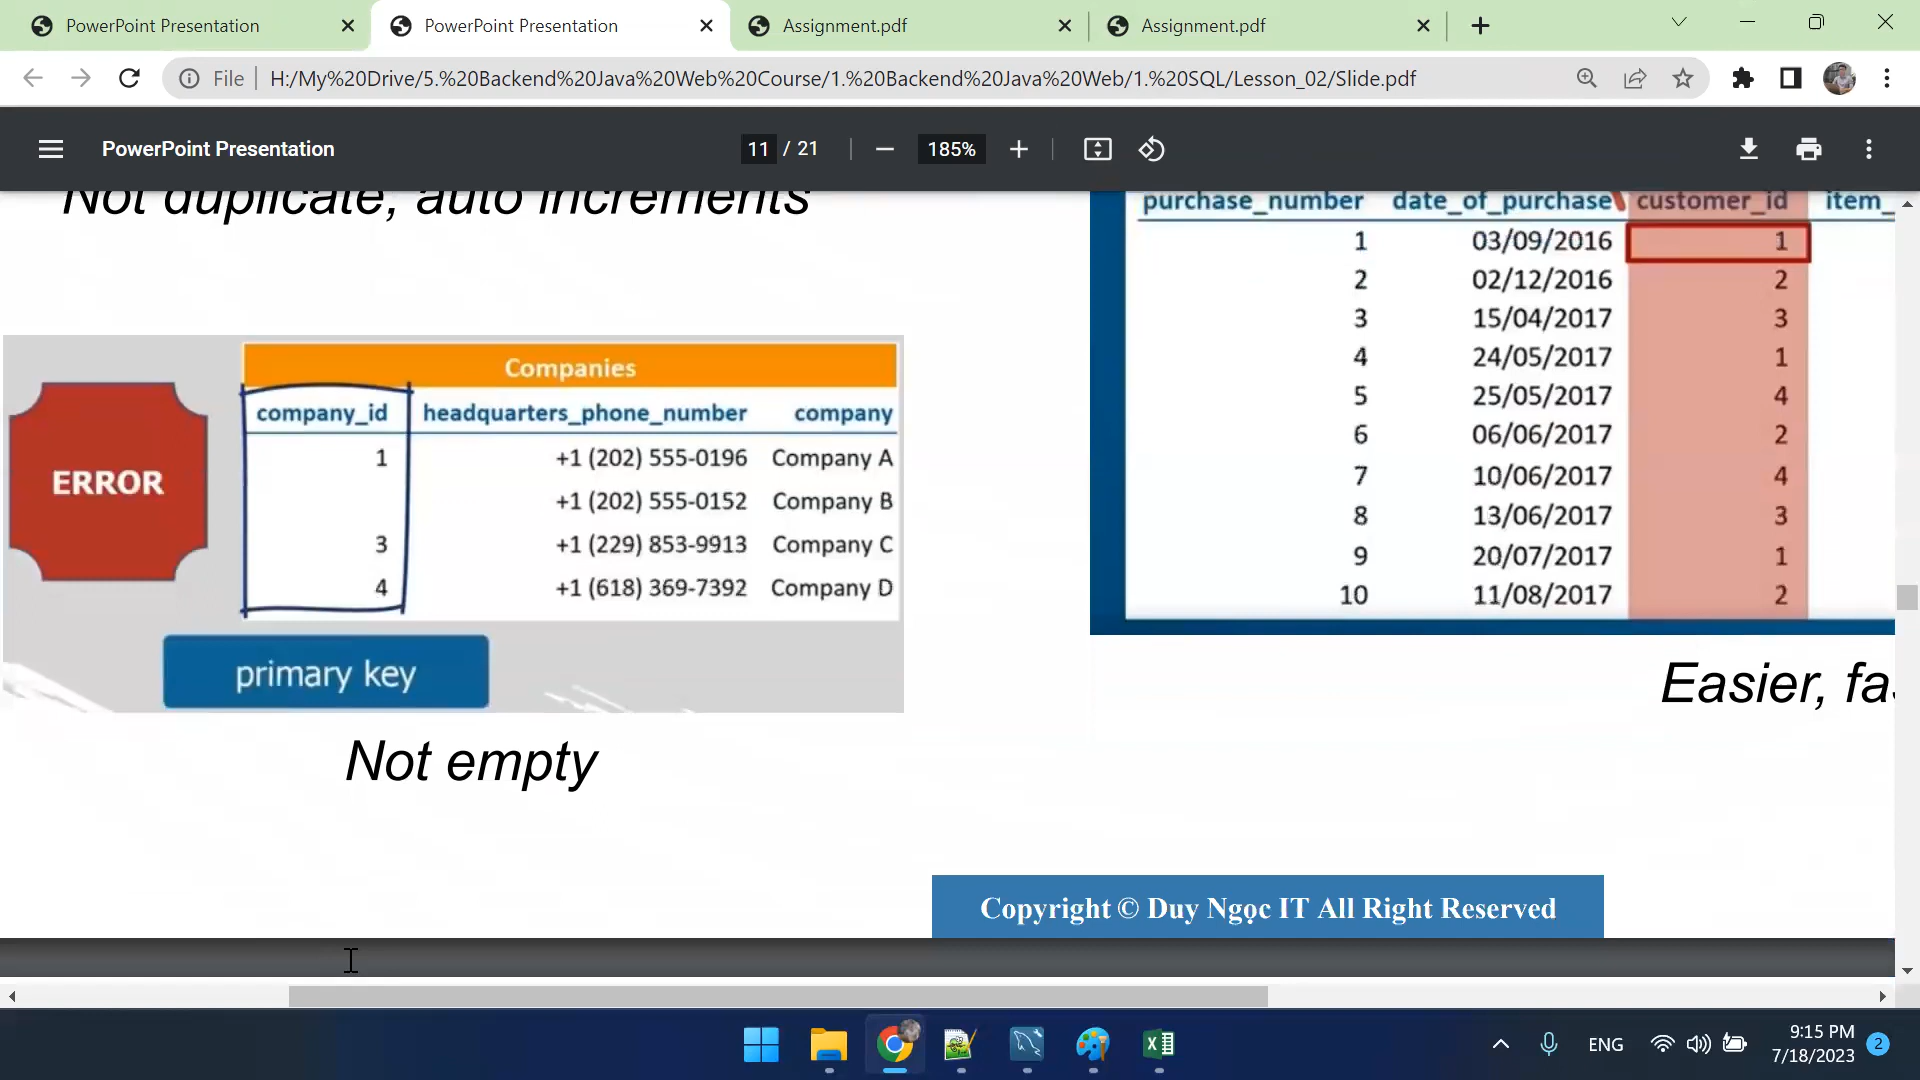 PowerPoint Presentation
PowerPoint Presentation
Assignment.pdf
Assignment.pdf
File
H:/My%20Drive/5.%20Backend%20Java%20Web%20Course/1.%20Backend%20Java%20Web/1.%20SQL/Lesson_02/Slide.pdf
PowerPoint Presentation
11 / 21
185%
Not duplicate, auto increments
Companies
company_id headquarters_phone_number company
1 +1 (202) 555-0196 Company A
+1 (202) 555-0152 Company B
3 +1 (229) 853-9913 Company C
4 +1 (618) 369-7392 Company D
ERROR
primary key
Not empty
purchase_number date_of_purchase customer_id item_
1 03/09/2016 1
2 02/12/2016 2
3 15/04/2017 3
4 24/05/2017 1
5 25/05/2017 4
6 06/06/2017 2
7 10/06/2017 4
8 13/06/2017 3
9 20/07/2017 1
10 11/08/2017 2
Easier, fas
Copyright © Duy Ngọc IT All Right Reserved
ENG
9:15 PM
7/18/2023
2